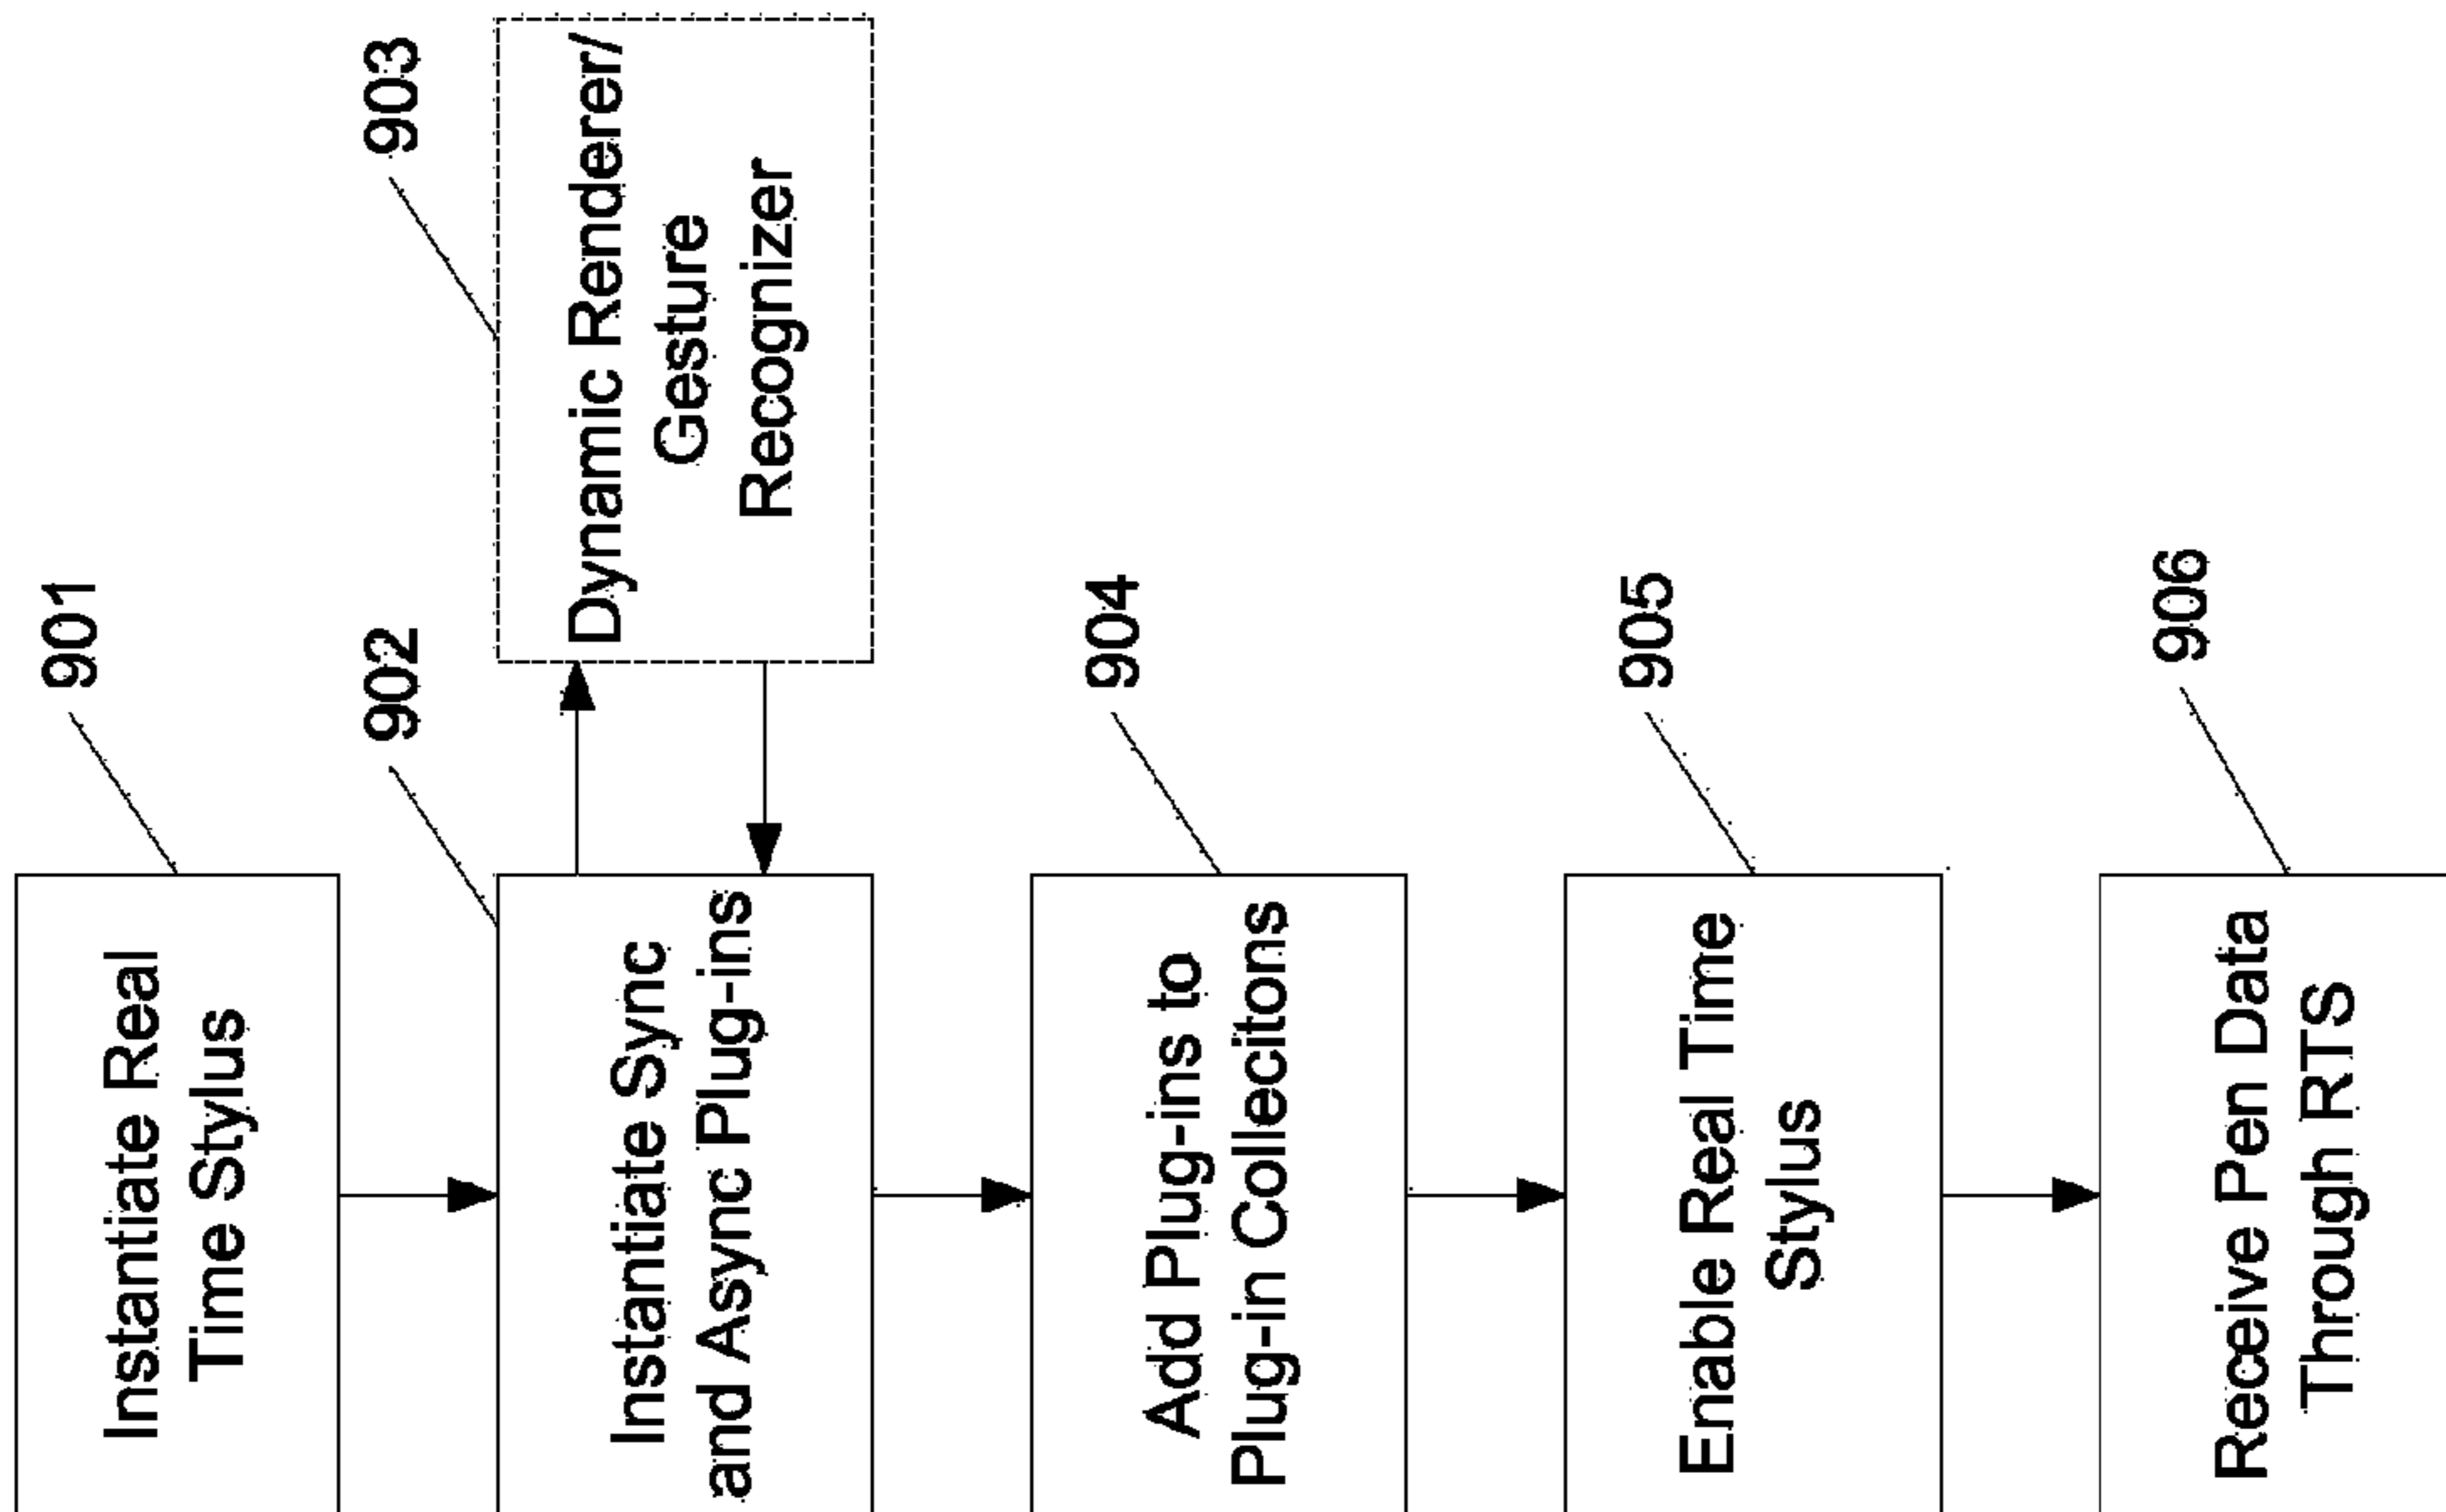 901
Instantiate Real
Time Stylus
902
Instantiate Sync
and Async Plug-ins
903
Dynamic Renderer/
Gesture
Recognizer
904
Add Plug-ins to
Plug-in Collecitons
905
Enable Real Time
Stylus
906
Receive Pen Data
Through RTS